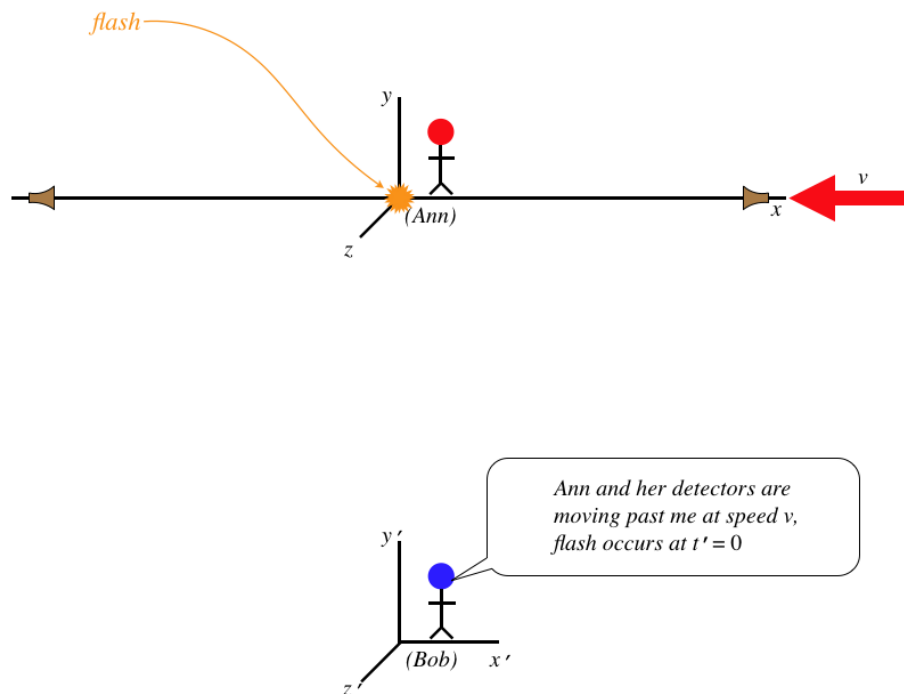 flash
y
v
x
(Ann)
z
Ann and her detectors are
moving past me at speed v,
flash occurs at t′ = 0
y′
(Bob)
x′
z′